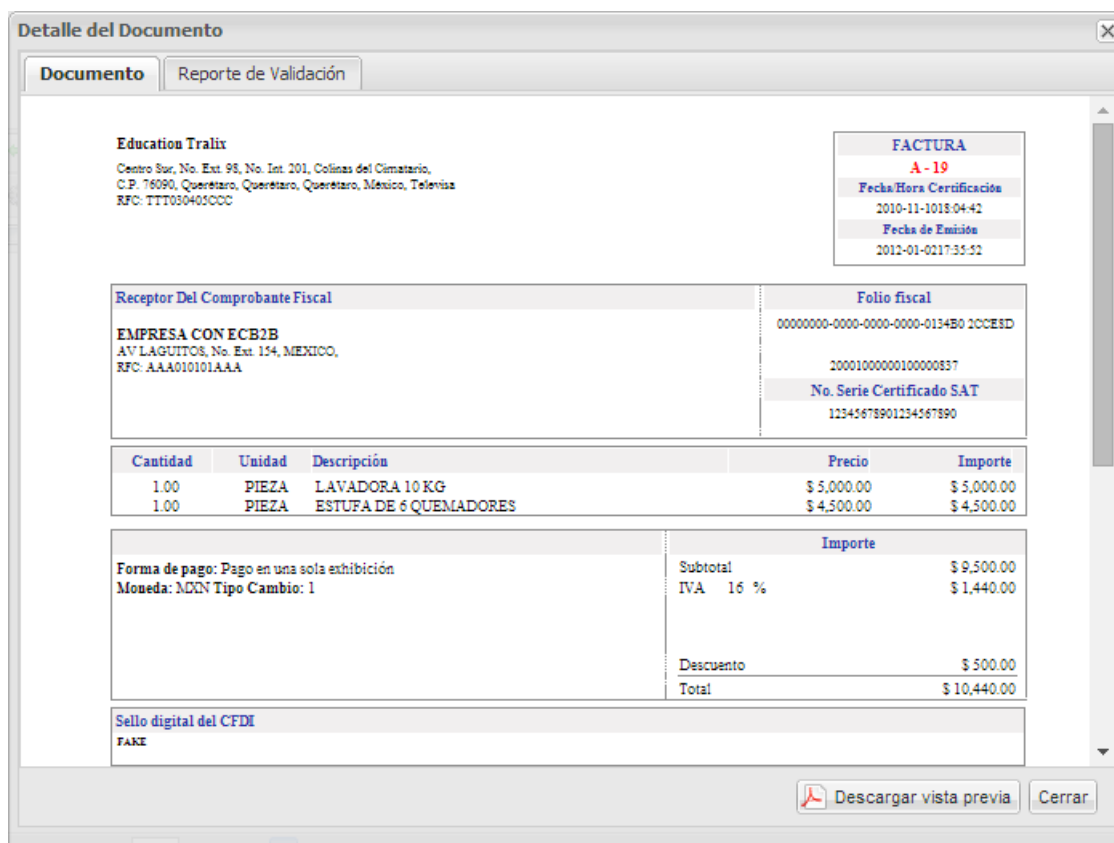 Detalle del Documento
Documento
Reporte de Validación
Education Tralix
Centro Sur, No. Ext. 98, No. Int. 201, Colinas del Cimatario,
C.P. 76090, Querétaro, Querétaro, Querétaro, México, Televisa
RFC: TTT030405CCC
FACTURA
A - 19
Fecha/Hora Certificación
2010-11-1018:04:42
Fecha de Emisión
2012-01-0217:35:52
Receptor Del Comprobante Fiscal
EMPRESA CON ECB2B
AV LAGUITOS, No. Ext. 154, MEXICO,
RFC: AAA010101AAA
Folio fiscal
00000000-0000-0000-0000-0134B0 2CCE8D
20001000000100000837
No. Serie Certificado SAT
12345678901234567890
Cantidad Unidad Descripción Precio Importe
1.00 PIEZA LAVADORA 10 KG $ 5,000.00 $ 5,000.00
1.00 PIEZA ESTUFA DE 6 QUEMADORES $ 4,500.00 $ 4,500.00
Forma de pago: Pago en una sola exhibición
Moneda: MXN Tipo Cambio: 1
Importe
Subtotal $ 9,500.00
IVA 16 % $ 1,440.00
Descuento $ 500.00
Total $ 10,440.00
Sello digital del CFDI
FAKE
Descargar vista previa
Cerrar